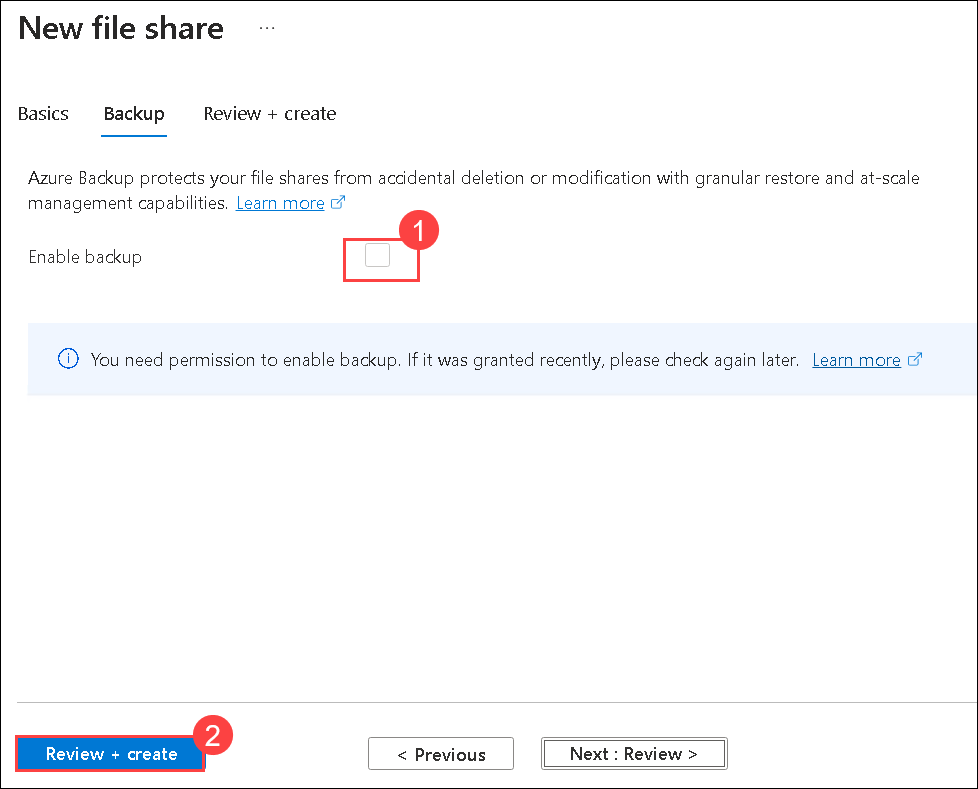 New file share ...
Basics Backup Review + create
Azure Backup protects your file shares from accidental deletion or modification with granular restore and at-scale
management capabilities. Learn more
1
Enable backup
You need permission to enable backup. If it was granted recently, please check again later. Learn more
2
Review + create < Previous Next : Review >